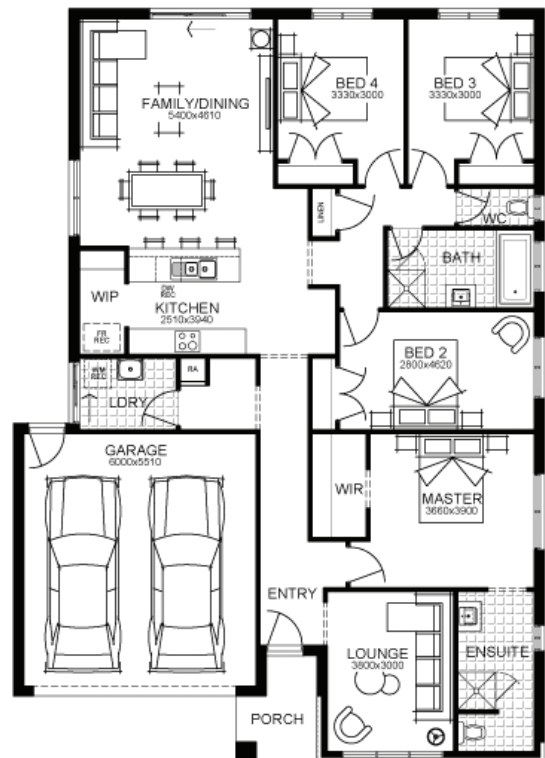 FAMILY/DINING
5400x4610
BED 4
3330x3000
BED 3
3330x3000
LINEN
WC
BATH
WIP
DW
REC
KITCHEN
2510x3940
FR
REC
BED 2
2800x4620
WM
REC
LDRY
RA
GARAGE
6000x5510
WIR
MASTER
3660x3900
ENTRY
LOUNGE
3800x3000
ENSUITE
PORCH